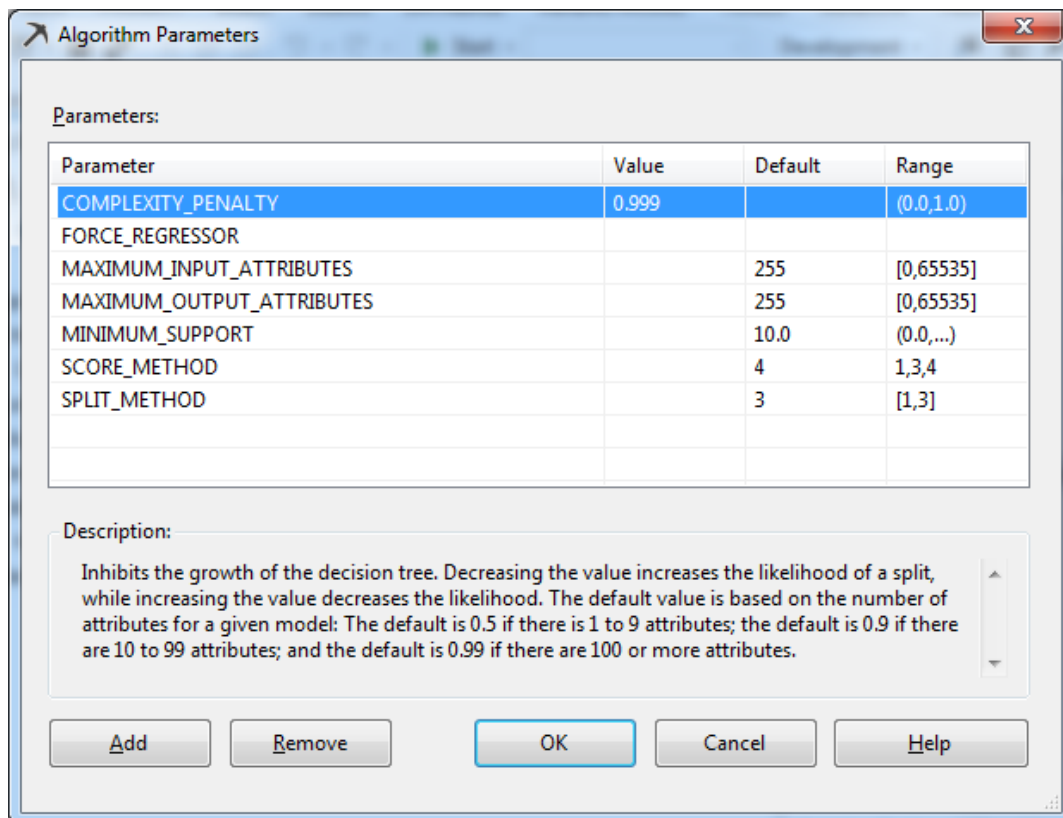 Algorithm Parameters
Start
Development
Parameters:
Parameter Value Default Range
COMPLEXITY_PENALTY 0.999 (0.0,1.0)
FORCE_REGRESSOR
MAXIMUM_INPUT_ATTRIBUTES 255 [0,65535]
MAXIMUM_OUTPUT_ATTRIBUTES 255 [0,65535]
MINIMUM_SUPPORT 10.0 (0.0,...)
SCORE_METHOD 4 1,3,4
SPLIT_METHOD 3 [1,3]
Description:
Inhibits the growth of the decision tree. Decreasing the value increases the likelihood of a split,
while increasing the value decreases the likelihood. The default value is based on the number of
attributes for a given model: The default is 0.5 if there is 1 to 9 attributes; the default is 0.9 if there
are 10 to 99 attributes; and the default is 0.99 if there are 100 or more attributes.
Add Remove OK Cancel Help